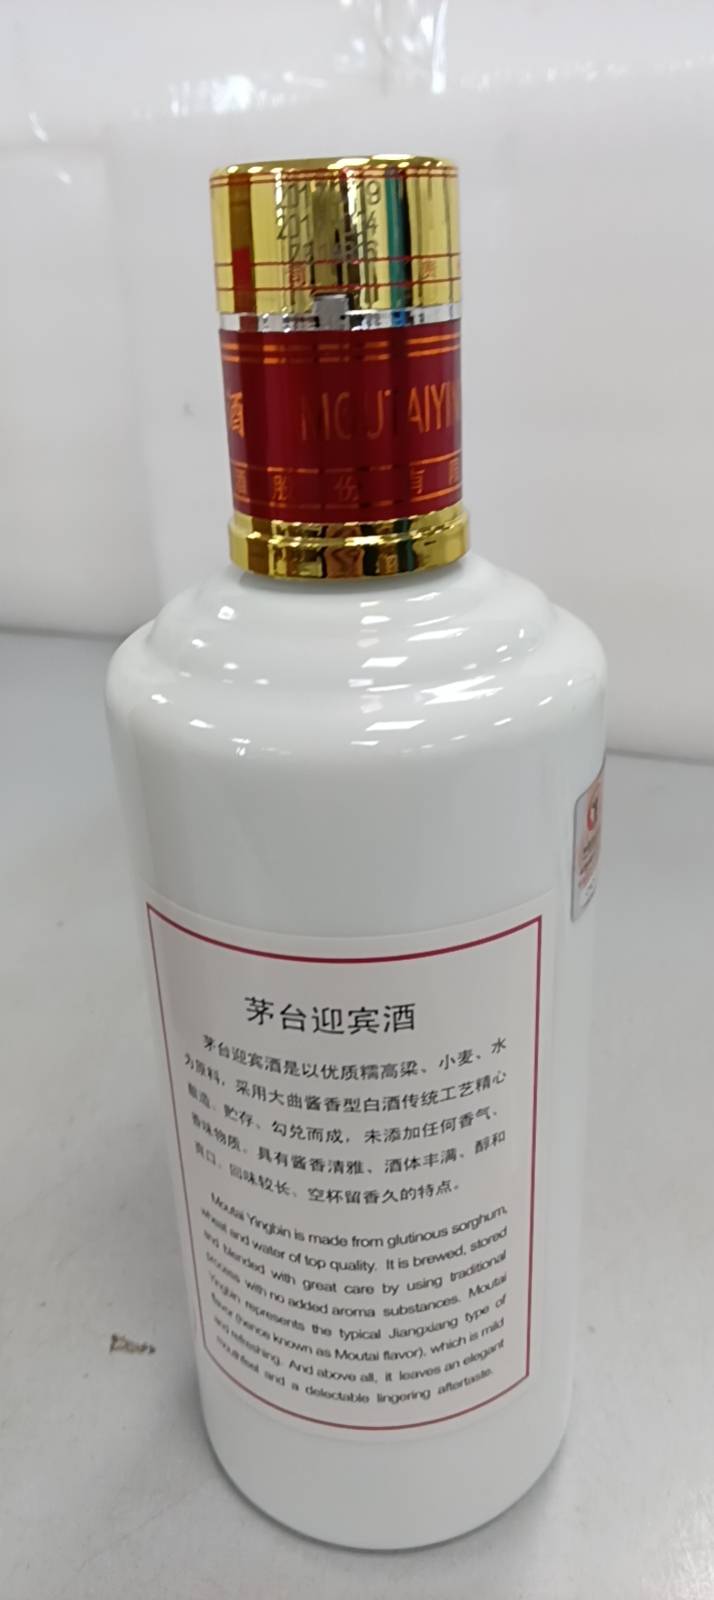 酒 MOUTAIYIN
酒 股 份 有 限
茅台迎宾酒
茅台迎宾酒是以优质糯高粱、小麦、水
为原料，采用大曲酱香型白酒传统工艺精心
酿造、贮存、勾兑而成，未添加任何香气、
香味物质。具有酱香清雅、酒体丰满、醇和
爽口、回味较长、空杯留香久的特点。
Moutai Yingbin is made from glutinous sorghum,
wheat and water of top quality. It is brewed, stored
and blended with great care by using traditional
process with no added aroma substances. Moutai
Yingbin represents the typical Jiangxiang type of
flavor (hence known as Moutai flavor), which is mild
and refreshing. And above all, it leaves an elegant
mouthfeel and a delectable lingering aftertaste.